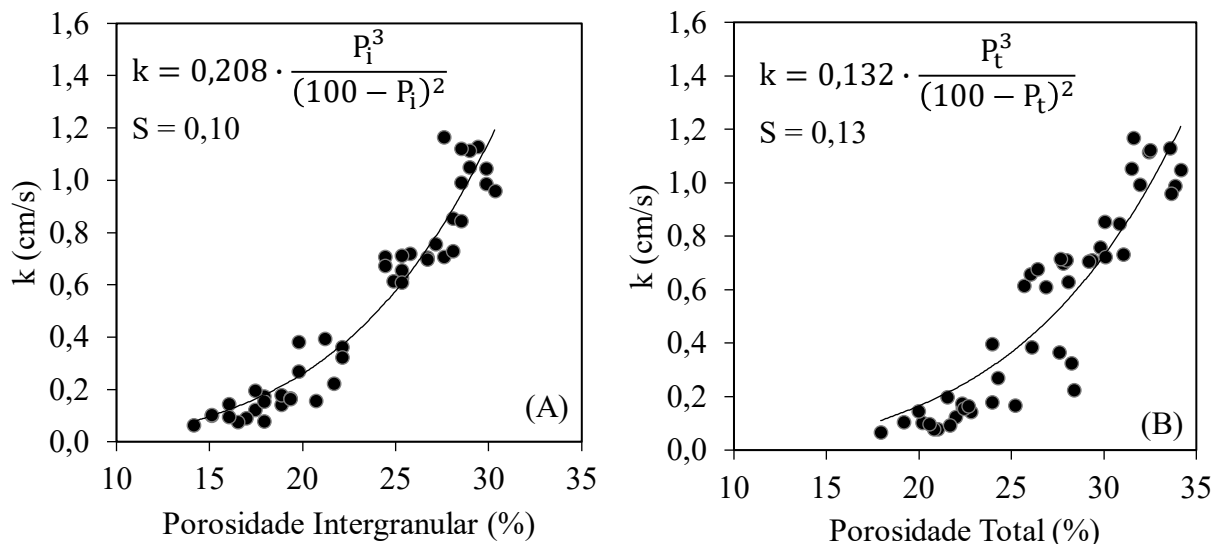 1,6
1,4
1,2
1,0
0,8
0,6
0,4
0,2
0,0
k (cm/s)
k = 0,208 · P_i^3 / (100 − P_i)^2
S = 0,10
(A)
10 15 20 25 30 35
Porosidade Intergranular (%)
1,6
1,4
1,2
1,0
0,8
0,6
0,4
0,2
0,0
k (cm/s)
k = 0,132 · P_t^3 / (100 − P_t)^2
S = 0,13
(B)
10 15 20 25 30 35
Porosidade Total (%)